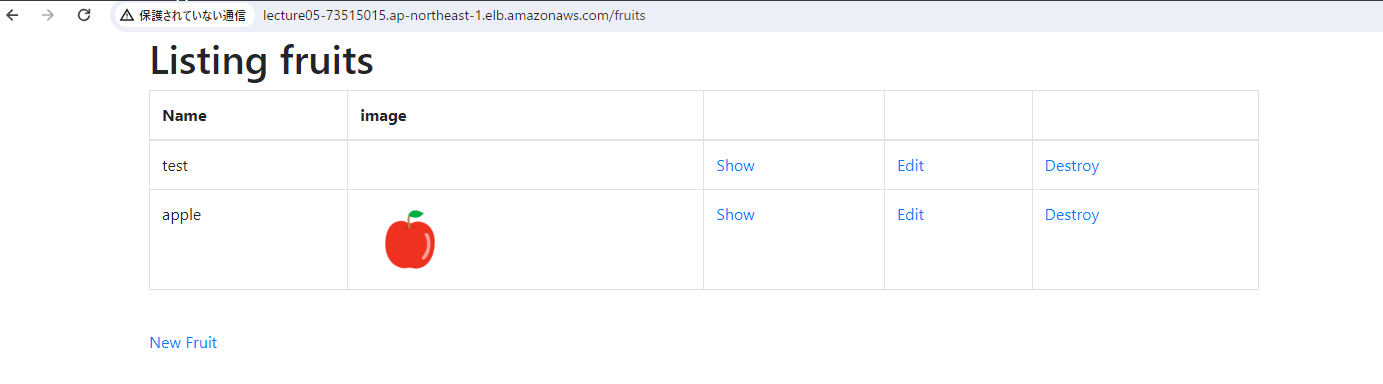 保護されていない通信 lecture05-73515015.ap-northeast-1.elb.amazonaws.com/fruits
Listing fruits
Name image
test Show Edit Destroy
apple Show Edit Destroy
New Fruit